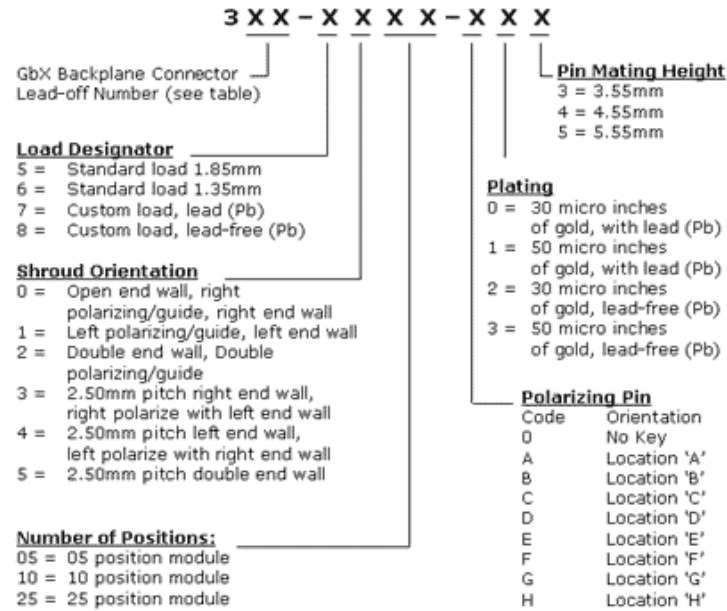 3 X X - X X X X - X X X
GbX Backplane Connector
Lead-off Number (see table)
Load Designator
5 = Standard load 1.85mm
6 = Standard load 1.35mm
7 = Custom load, lead (Pb)
8 = Custom load, lead-free (Pb)
Shroud Orientation
0 = Open end wall, right
polarizing/guide, right end wall
1 = Left polarizing/guide, left end wall
2 = Double end wall, Double
polarizing/guide
3 = 2.50mm pitch right end wall,
right polarize with left end wall
4 = 2.50mm pitch left end wall,
left polarize with right end wall
5 = 2.50mm pitch double end wall
Number of Positions:
05 = 05 position module
10 = 10 position module
25 = 25 position module
Pin Mating Height
3 = 3.55mm
4 = 4.55mm
5 = 5.55mm
Plating
0 = 30 micro inches
of gold, with lead (Pb)
1 = 50 micro inches
of gold, with lead (Pb)
2 = 30 micro inches
of gold, lead-free (Pb)
3 = 50 micro inches
of gold, lead-free (Pb)
Polarizing Pin
Code Orientation
0 No Key
A Location 'A'
B Location 'B'
C Location 'C'
D Location 'D'
E Location 'E'
F Location 'F'
G Location 'G'
H Location 'H'